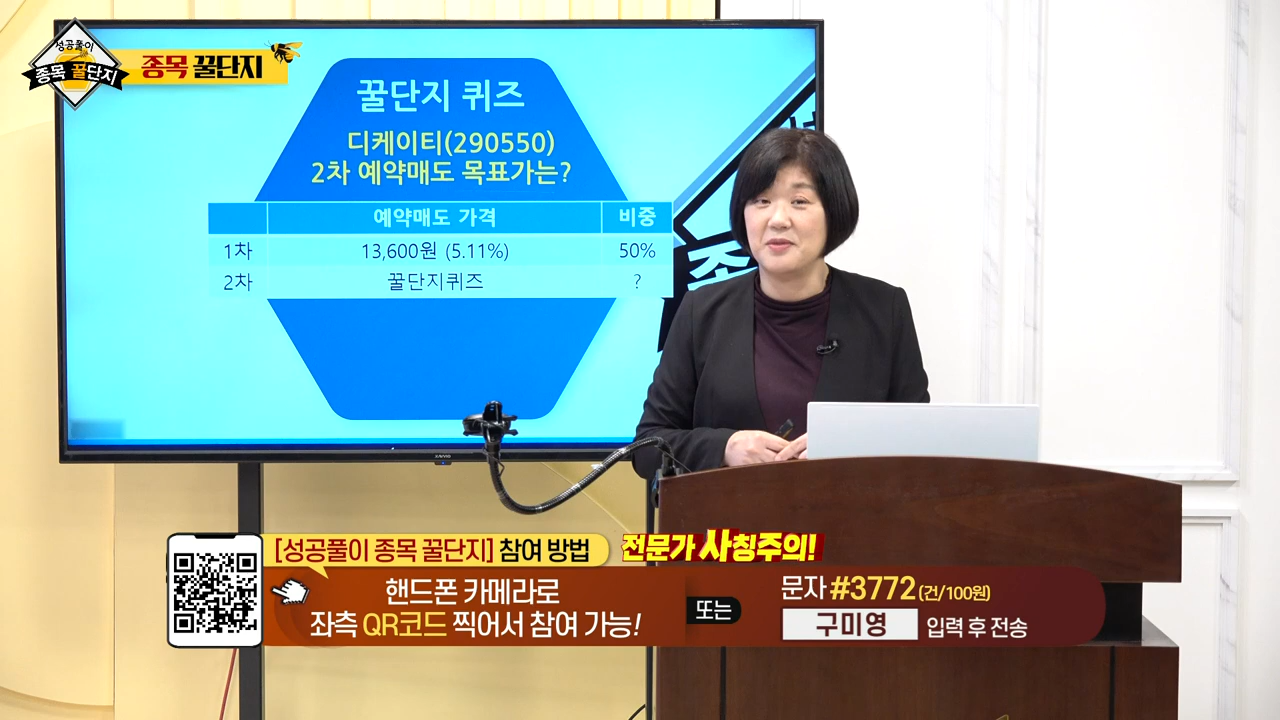 성공풀이
종목 꿀단지
종목 꿀단지
꿀단지 퀴즈
디케이티(290550)
2차 예약매도 목표가는?
예약매도 가격 비중
1차 13,600원 (5.11%) 50%
2차 꿀단지퀴즈 ?
SAMSUNG
[성공풀이 종목 꿀단지] 참여 방법
전문가 사칭주의!
핸드폰 카메라로
좌측 QR코드 찍어서 참여 가능!
또는
문자 #3772 (건/100원)
구미영 입력 후 전송